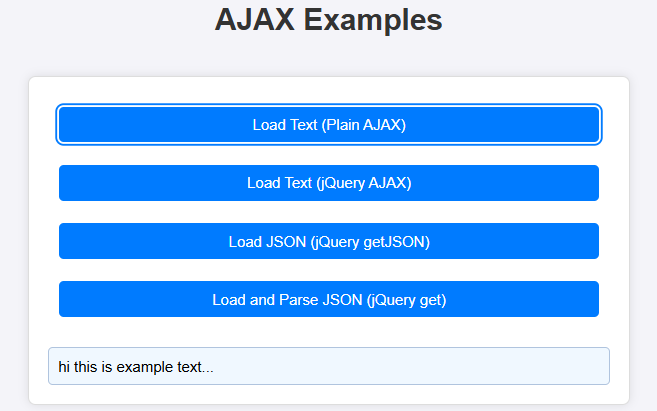 AJAX Examples
Load Text (Plain AJAX)
Load Text (jQuery AJAX)
Load JSON (jQuery getJSON)
Load and Parse JSON (jQuery get)
hi this is example text...